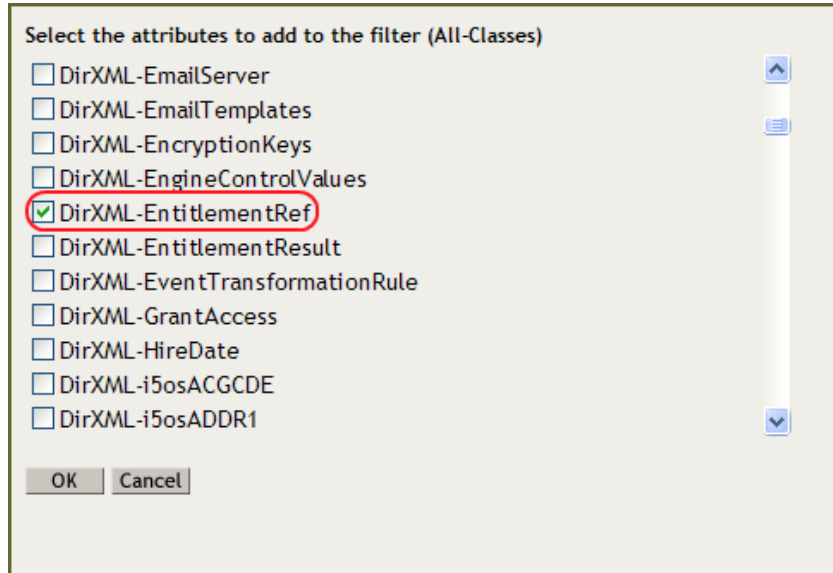 Select the attributes to add to the filter (All-Classes)
DirXML-EmailServer
DirXML-EmailTemplates
DirXML-EncryptionKeys
DirXML-EngineControlValues
DirXML-EntitlementRef
DirXML-EntitlementResult
DirXML-EventTransformationRule
DirXML-GrantAccess
DirXML-HireDate
DirXML-i5osACGCDE
DirXML-i5osADDR1
OK Cancel